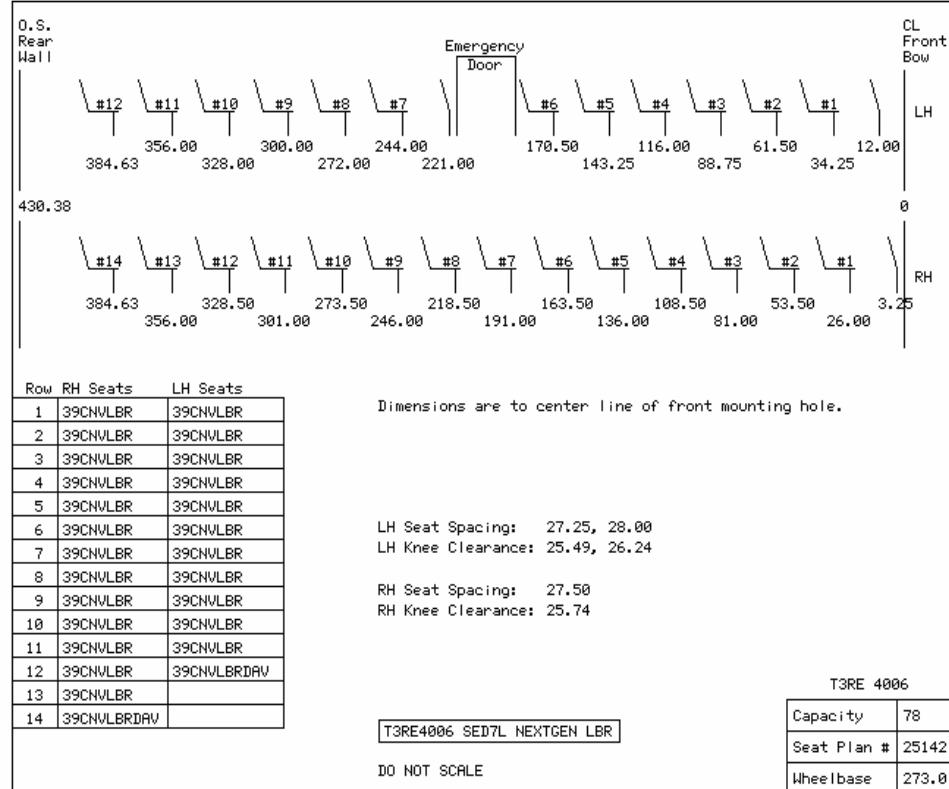 O.S.
Rear
Wall
CL
Front
Bow
Emergency
Door
#12 #11 #10 #9 #8 #7 #6 #5 #4 #3 #2 #1 LH
356.00 300.00 244.00 170.50 116.00 61.50 12.00
384.63 328.00 272.00 221.00 143.25 88.75 34.25
430.38 0
#14 #13 #12 #11 #10 #9 #8 #7 #6 #5 #4 #3 #2 #1 RH
384.63 328.50 273.50 218.50 163.50 108.50 53.50 3.25
356.00 301.00 246.00 191.00 136.00 81.00 26.00
Row RH Seats LH Seats
1 39CNVLBR 39CNVLBR
2 39CNVLBR 39CNVLBR
3 39CNVLBR 39CNVLBR
4 39CNVLBR 39CNVLBR
5 39CNVLBR 39CNVLBR
6 39CNVLBR 39CNVLBR
7 39CNVLBR 39CNVLBR
8 39CNVLBR 39CNVLBR
9 39CNVLBR 39CNVLBR
10 39CNVLBR 39CNVLBR
11 39CNVLBR 39CNVLBR
12 39CNVLBR 39CNVLBRDAV
13 39CNVLBR
14 39CNVLBRDAV
Dimensions are to center line of front mounting hole.
LH Seat Spacing: 27.25, 28.00
LH Knee Clearance: 25.49, 26.24
RH Seat Spacing: 27.50
RH Knee Clearance: 25.74
T3RE4006 SED7L NEXTGEN LBR
DO NOT SCALE
T3RE 4006
Capacity 78
Seat Plan # 25142
Wheelbase 273.0